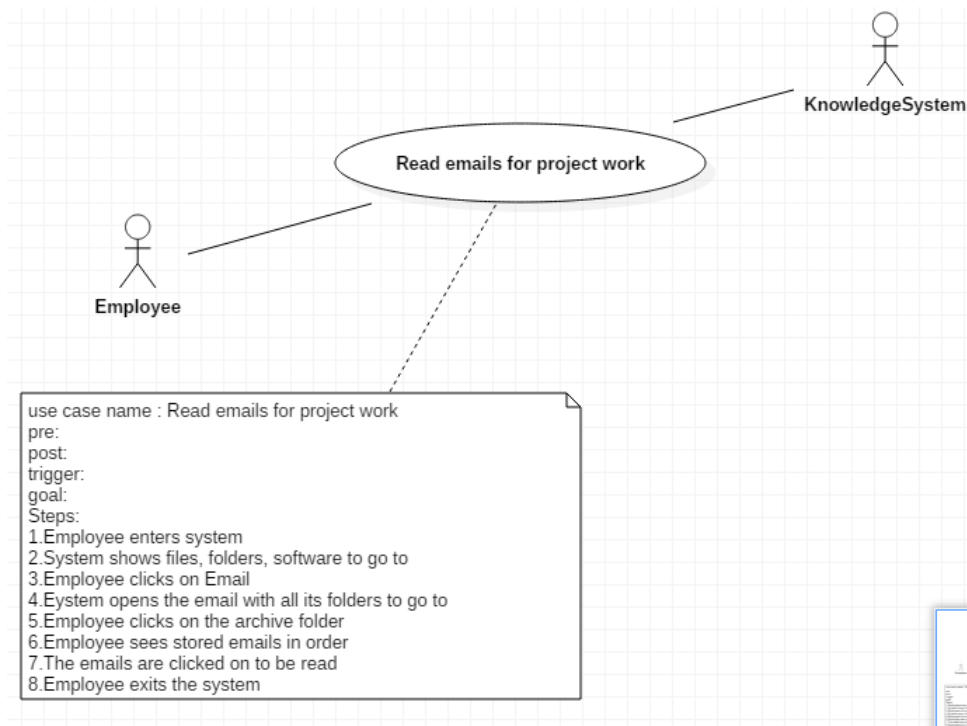 KnowledgeSystem
Read emails for project work
Employee
use case name : Read emails for project work
pre:
post:
trigger:
goal:
Steps:
1.Employee enters system
2.System shows files, folders, software to go to
3.Employee clicks on Email
4.Eystem opens the email with all its folders to go to
5.Employee clicks on the archive folder
6.Employee sees stored emails in order
7.The emails are clicked on to be read
8.Employee exits the system